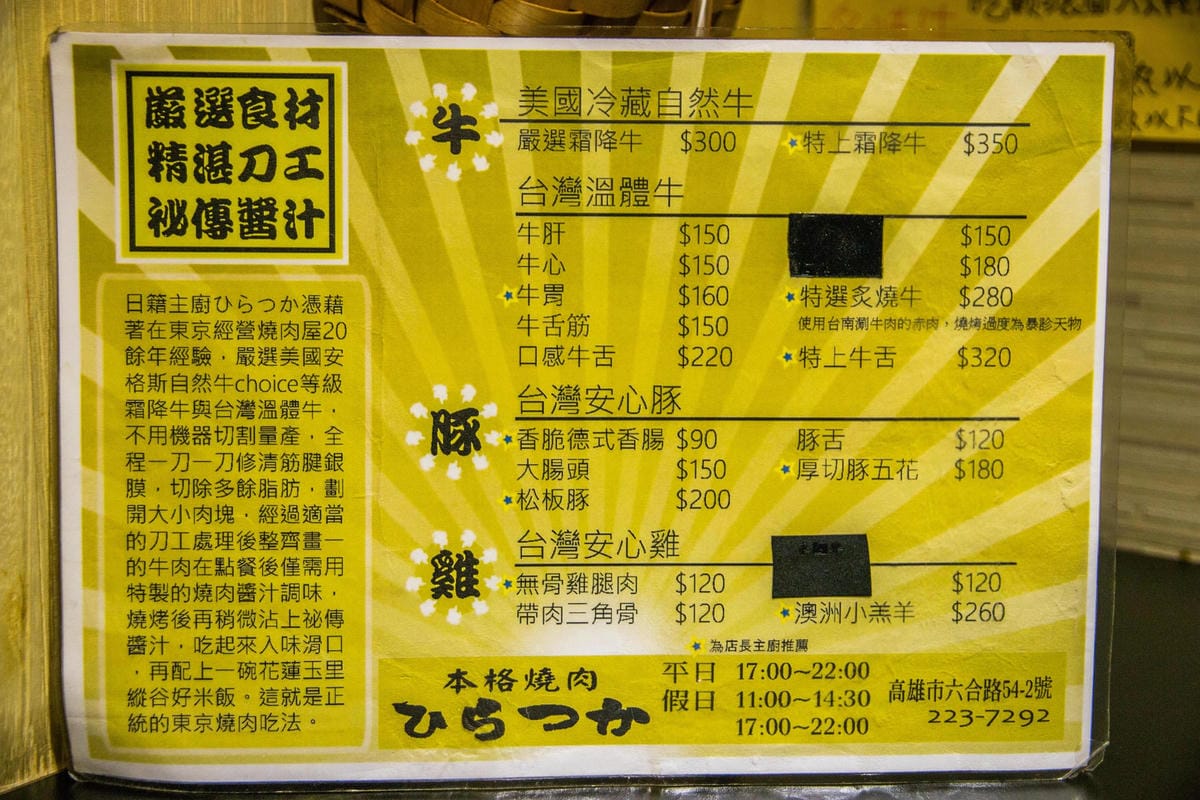 嚴選食材
精湛刀工
祕傳醬汁
日籍主廚ひらつか憑藉
著在東京經營燒肉屋20
餘年經驗，嚴選美國安
格斯自然牛choice等級
霜降牛與台灣溫體牛，
不用機器切割量產，全
程一刀一刀修清筋腱銀
膜，切除多餘脂肪，劃
開大小肉塊，經過適當
的刀工處理後整齊畫一
的牛肉在點餐後僅需用
特製的燒肉醬汁調味，
燒烤後再稍微沾上祕傳
醬汁，吃起來入味滑口
，再配上一碗花蓮玉里
縱谷好米飯。這就是正
統的東京燒肉吃法。
牛
美國冷藏自然牛
嚴選霜降牛 $300 特上霜降牛 $350
台灣溫體牛
牛肝 $150 $150
牛心 $150 $180
牛胃 $160 特選炙燒牛 $280
使用台南涮牛肉的赤肉，燒烤過度為暴殄天物
牛舌筋 $150
口感牛舌 $220 特上牛舌 $320
豚
台灣安心豚
香脆德式香腸 $90 豚舌 $120
大腸頭 $150 厚切豚五花 $180
松板豚 $200
雞
台灣安心雞
無骨雞腿肉 $120 $120
帶肉三角骨 $120 澳洲小羔羊 $260
為店長主廚推薦
本格燒肉
ひらつか
平日 17:00~22:00
假日 11:00~14:30
17:00~22:00
高雄市六合路54-2號
223-7292